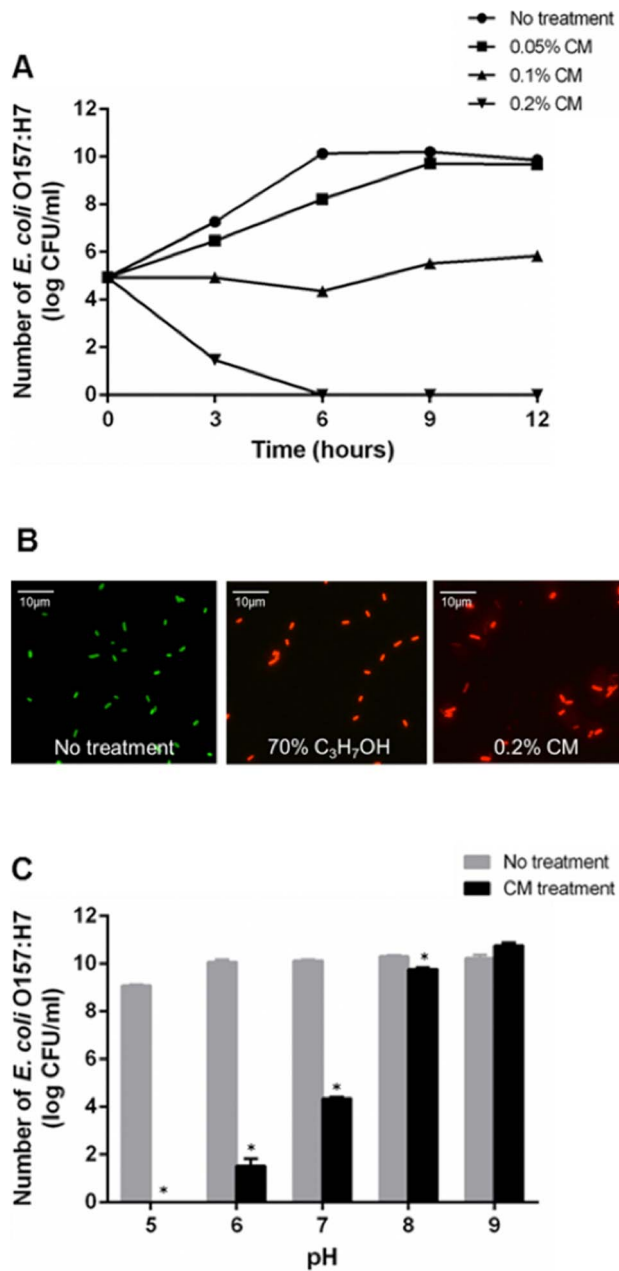 No treatment
0.05% CM
0.1% CM
0.2% CM
A
Number of E. coli O157:H7
(log CFU/ml)
12
10
8
6
4
2
0
0 3 6 9 12
Time (hours)
B
10μm 10μm 10μm
No treatment 70% C₃H₇OH 0.2% CM
C
No treatment
CM treatment
Number of E. coli O157:H7
(log CFU/ml)
12
10
8
6
4
2
0
* * * *
5 6 7 8 9
pH